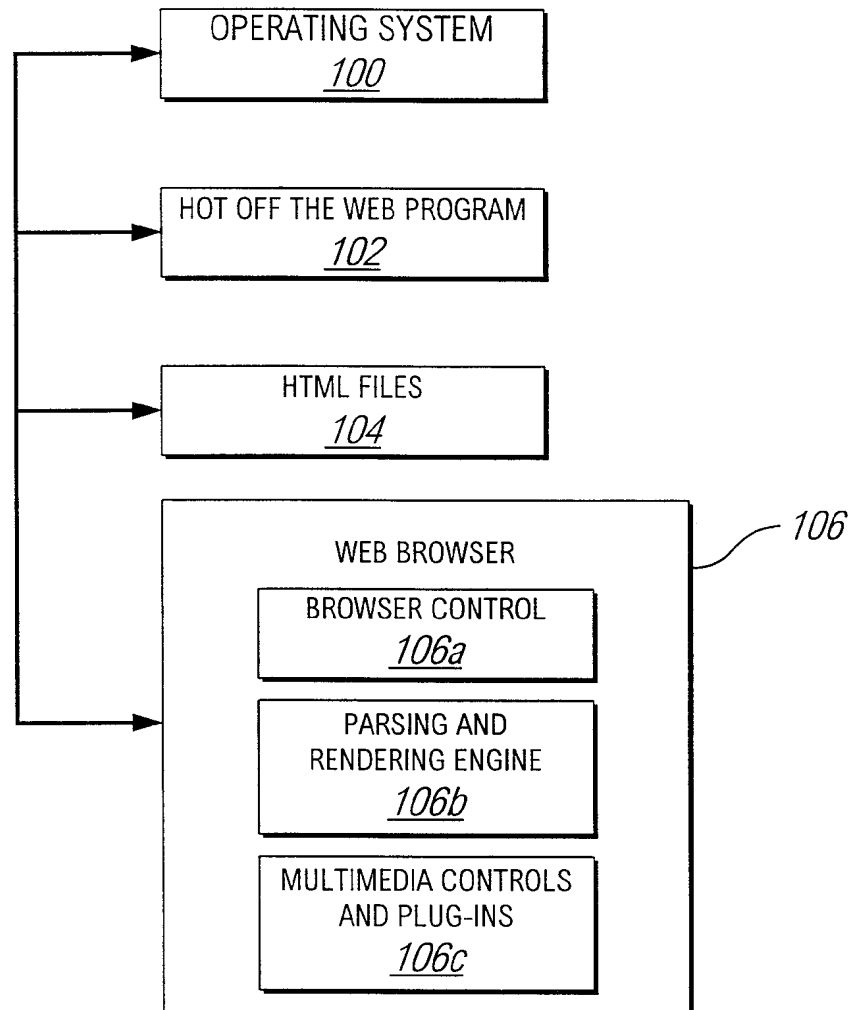 OPERATING SYSTEM
100
HOT OFF THE WEB PROGRAM
102
HTML FILES
104
106
WEB BROWSER
BROWSER CONTROL
106a
PARSING AND
RENDERING ENGINE
106b
MULTIMEDIA CONTROLS
AND PLUG-INS
106c